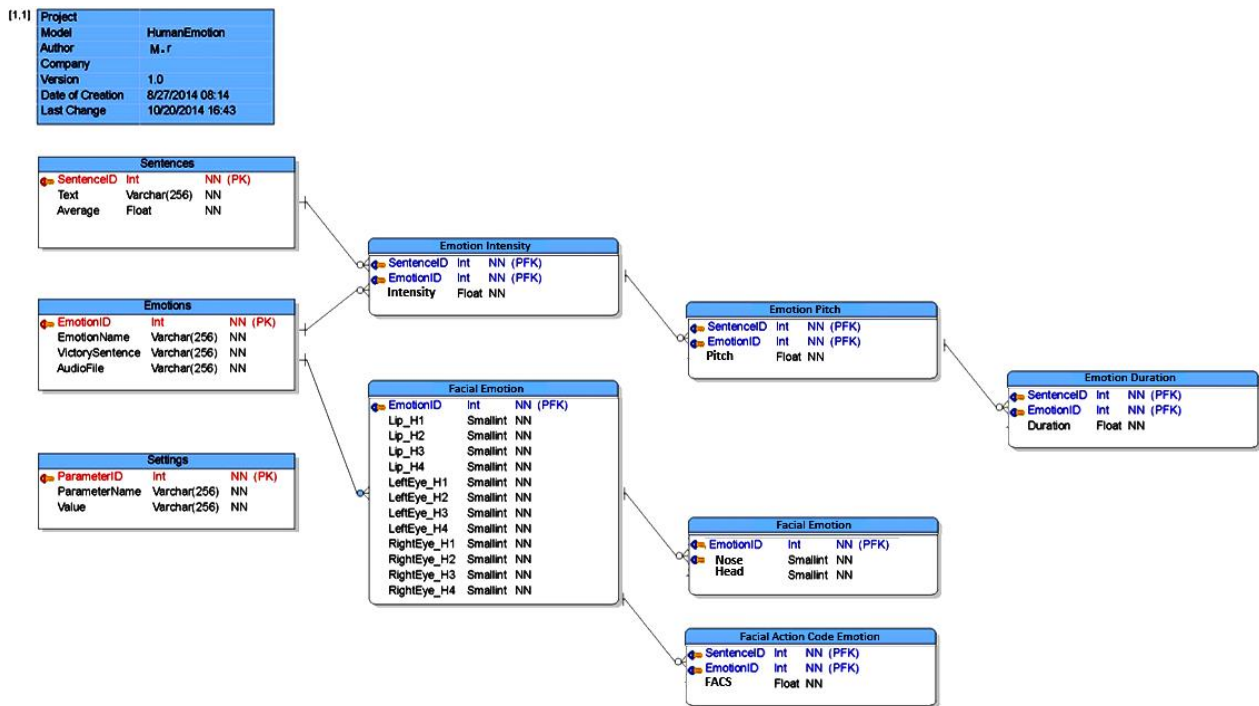 [1,1]
Project
Model HumanEmotion
Author M.r
Company
Version 1.0
Date of Creation 8/27/2014 08:14
Last Change 10/20/2014 16:43
Sentences
SentenceID Int NN (PK)
Text Varchar(256) NN
Average Float NN
Emotions
EmotionID Int NN (PK)
EmotionName Varchar(256) NN
VictorySentence Varchar(256) NN
AudioFile Varchar(256) NN
Settings
ParameterID Int NN (PK)
ParameterName Varchar(256) NN
Value Varchar(256) NN
Emotion Intensity
SentenceID Int NN (PFK)
EmotionID Int NN (PFK)
Intensity Float NN
Facial Emotion
EmotionID Int NN (PFK)
Lip_H1 Smallint NN
Lip_H2 Smallint NN
Lip_H3 Smallint NN
Lip_H4 Smallint NN
LeftEye_H1 Smallint NN
LeftEye_H2 Smallint NN
LeftEye_H3 Smallint NN
LeftEye_H4 Smallint NN
RightEye_H1 Smallint NN
RightEye_H2 Smallint NN
RightEye_H3 Smallint NN
RightEye_H4 Smallint NN
Emotion Pitch
SentenceID Int NN (PFK)
EmotionID Int NN (PFK)
Pitch Float NN
Emotion Duration
SentenceID Int NN (PFK)
EmotionID Int NN (PFK)
Duration Float NN
Facial Emotion
EmotionID Int NN (PFK)
Nose Smallint NN
Head Smallint NN
Facial Action Code Emotion
SentenceID Int NN (PFK)
EmotionID Int NN (PFK)
FACS Float NN